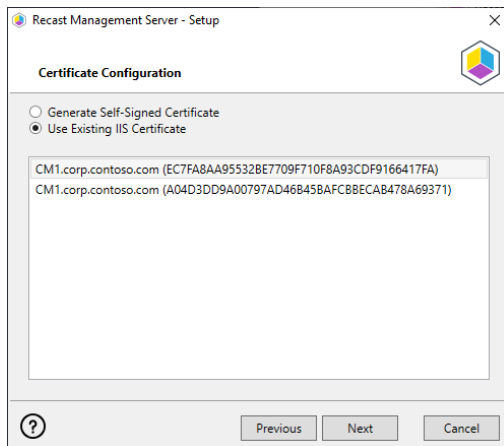 Recast Management Server - Setup
Certificate Configuration
Generate Self-Signed Certificate
Use Existing IIS Certificate
CM1.corp.contoso.com (EC7FA8AA95532BE7709F710F8A93CDF9166417FA)
CM1.corp.contoso.com (A04D3DD9A00797AD46B45BAFCBBECAB478A69371)
?
Previous
Next
Cancel